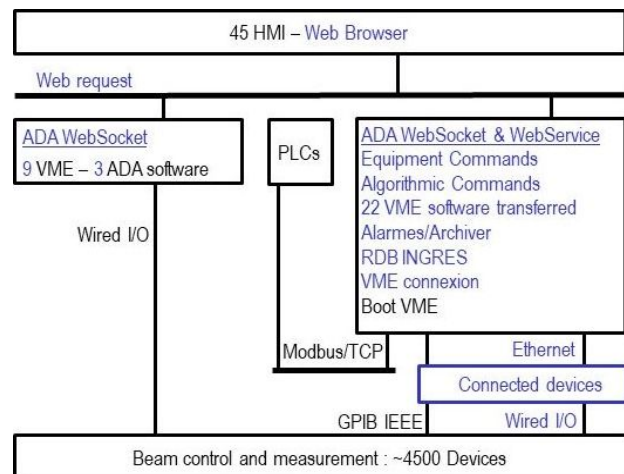 45 HMI – Web Browser
Web request
ADA WebSocket
9 VME – 3 ADA software
PLCs
ADA WebSocket & WebService
Equipment Commands
Algorithmic Commands
22 VME software transferred
Alarmes/Archiver
RDB INGRES
VME connexion
Boot VME
Wired I/O
Modbus/TCP
Ethernet
Connected devices
GPIB IEEE
Wired I/O
Beam control and measurement : ~4500 Devices